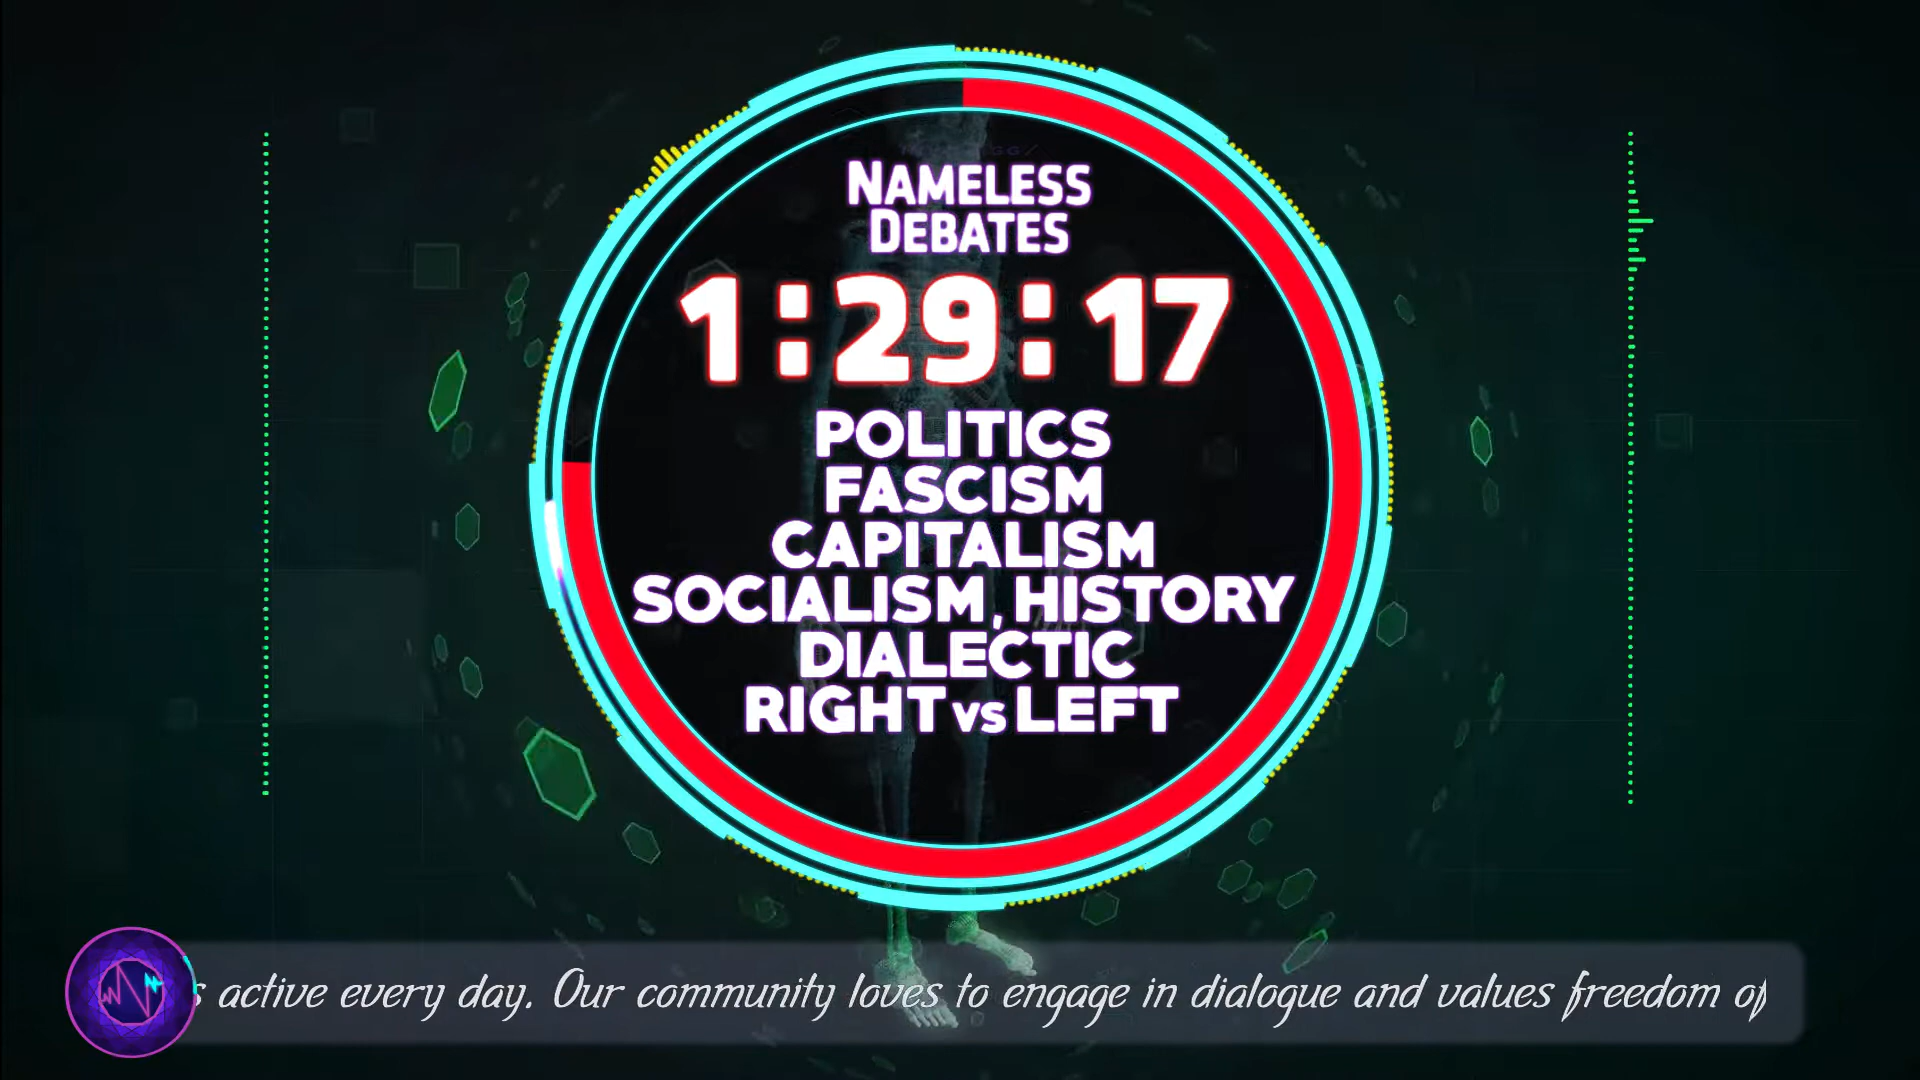 NAMELESS
DEBATES
1:29:17
POLITICS
FASCISM
CAPITALISM
SOCIALISM, HISTORY
DIALECTIC
RIGHT vs LEFT
s active every day. Our community loves to engage in dialogue and values freedom of